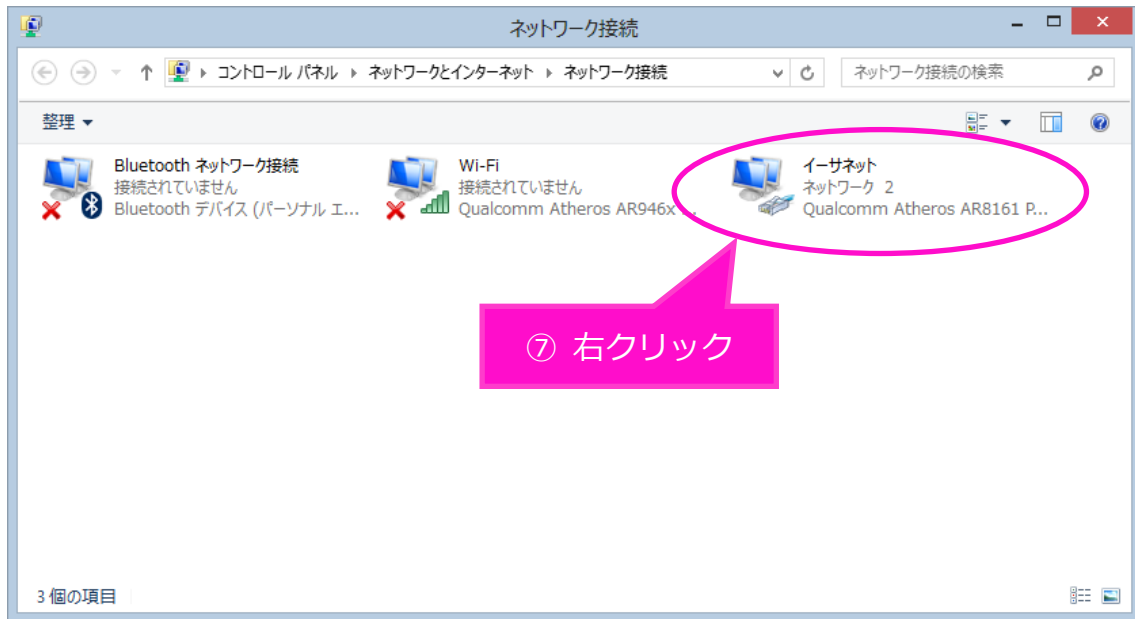 ネットワーク接続
コントロール パネル ▸ ネットワークとインターネット ▸ ネットワーク接続
ネットワーク接続の検索
整理
Bluetooth ネットワーク接続
接続されていません
Bluetooth デバイス (パーソナル エ...
Wi-Fi
接続されていません
Qualcomm Atheros AR946x
イーサネット
ネットワーク 2
Qualcomm Atheros AR8161 P...
⑦ 右クリック
3 個の項目